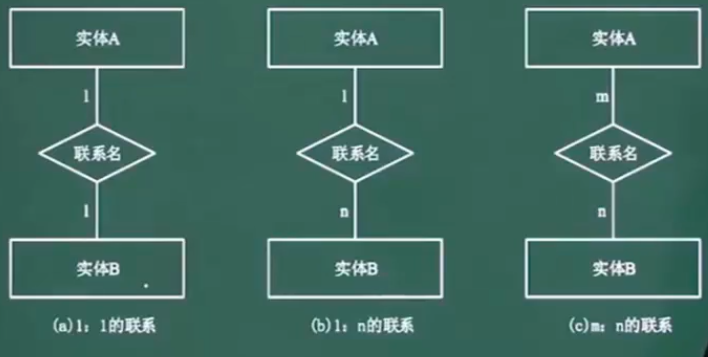 实体A 实体A 实体A
1 1 m
联系名 联系名 联系名
1 n n
实体B 实体B 实体B
(a)1：1的联系 (b)1：n的联系 (c)m：n的联系